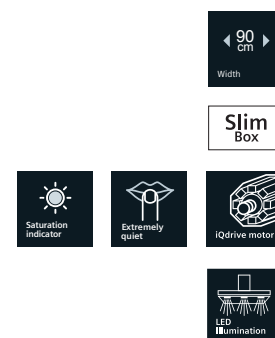 90
cm
Width
Slim
Box
Saturation
indicator
Extremely
quiet
iQdrive motor
LED
Illumination